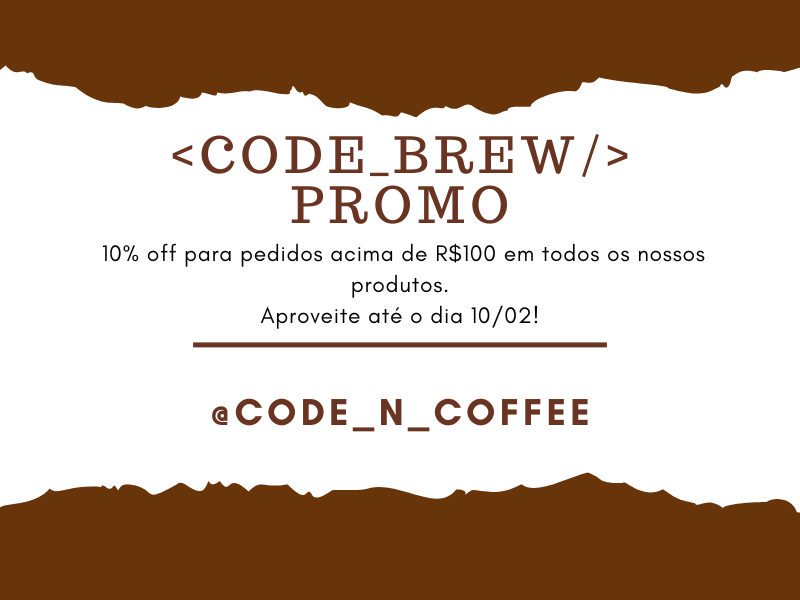 <CODE_BREW/>
PROMO
10% off para pedidos acima de R$100 em todos os nossos
produtos.
Aproveite até o dia 10/02!
@CODE_N_COFFEE